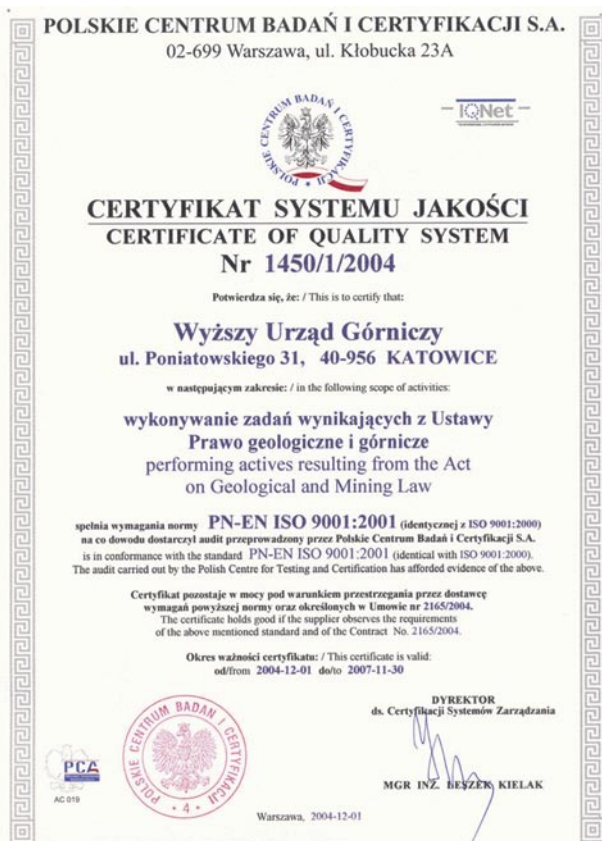 POLSKIE CENTRUM BADAŃ I CERTYFIKACJI S.A.
02-699 Warszawa, ul. Kłobucka 23A
POLSKIE CENTRUM BADAŃ I CERTYFIKACJI
IQNet
CERTYFIKAT SYSTEMU JAKOŚCI
CERTIFICATE OF QUALITY SYSTEM
Nr 1450/1/2004
Potwierdza się, że: / This is to certify that:
Wyższy Urząd Górniczy
ul. Poniatowskiego 31, 40-956 KATOWICE
w następującym zakresie: / in the following scope of activities:
wykonywanie zadań wynikających z Ustawy
Prawo geologiczne i górnicze
performing actives resulting from the Act
on Geological and Mining Law
spełnia wymagania normy PN-EN ISO 9001:2001 (identycznej z ISO 9001:2000)
na co dowodu dostarczył audit przeprowadzony przez Polskie Centrum Badań i Certyfikacji S.A.
is in conformance with the standard PN-EN ISO 9001:2001 (identical with ISO 9001:2000).
The audit carried out by the Polish Centre for Testing and Certification has afforded evidence of the above.
Certyfikat pozostaje w mocy pod warunkiem przestrzegania przez dostawcę
wymagań powyższej normy oraz określonych w Umowie nr 2165/2004.
The certificate holds good if the supplier observes the requirements
of the above mentioned standard and of the Contract No. 2165/2004.
Okres ważności certyfikatu: / This certificate is valid:
od/from 2004-12-01 do/to 2007-11-30
DYREKTOR
ds. Certyfikacji Systemów Zarządzania
POLSKIE CENTRUM BADAŃ I CERTYFIKACJI
4
PCA
AC 019
MGR INŻ. LESZEK KIELAK
Warszawa, 2004-12-01